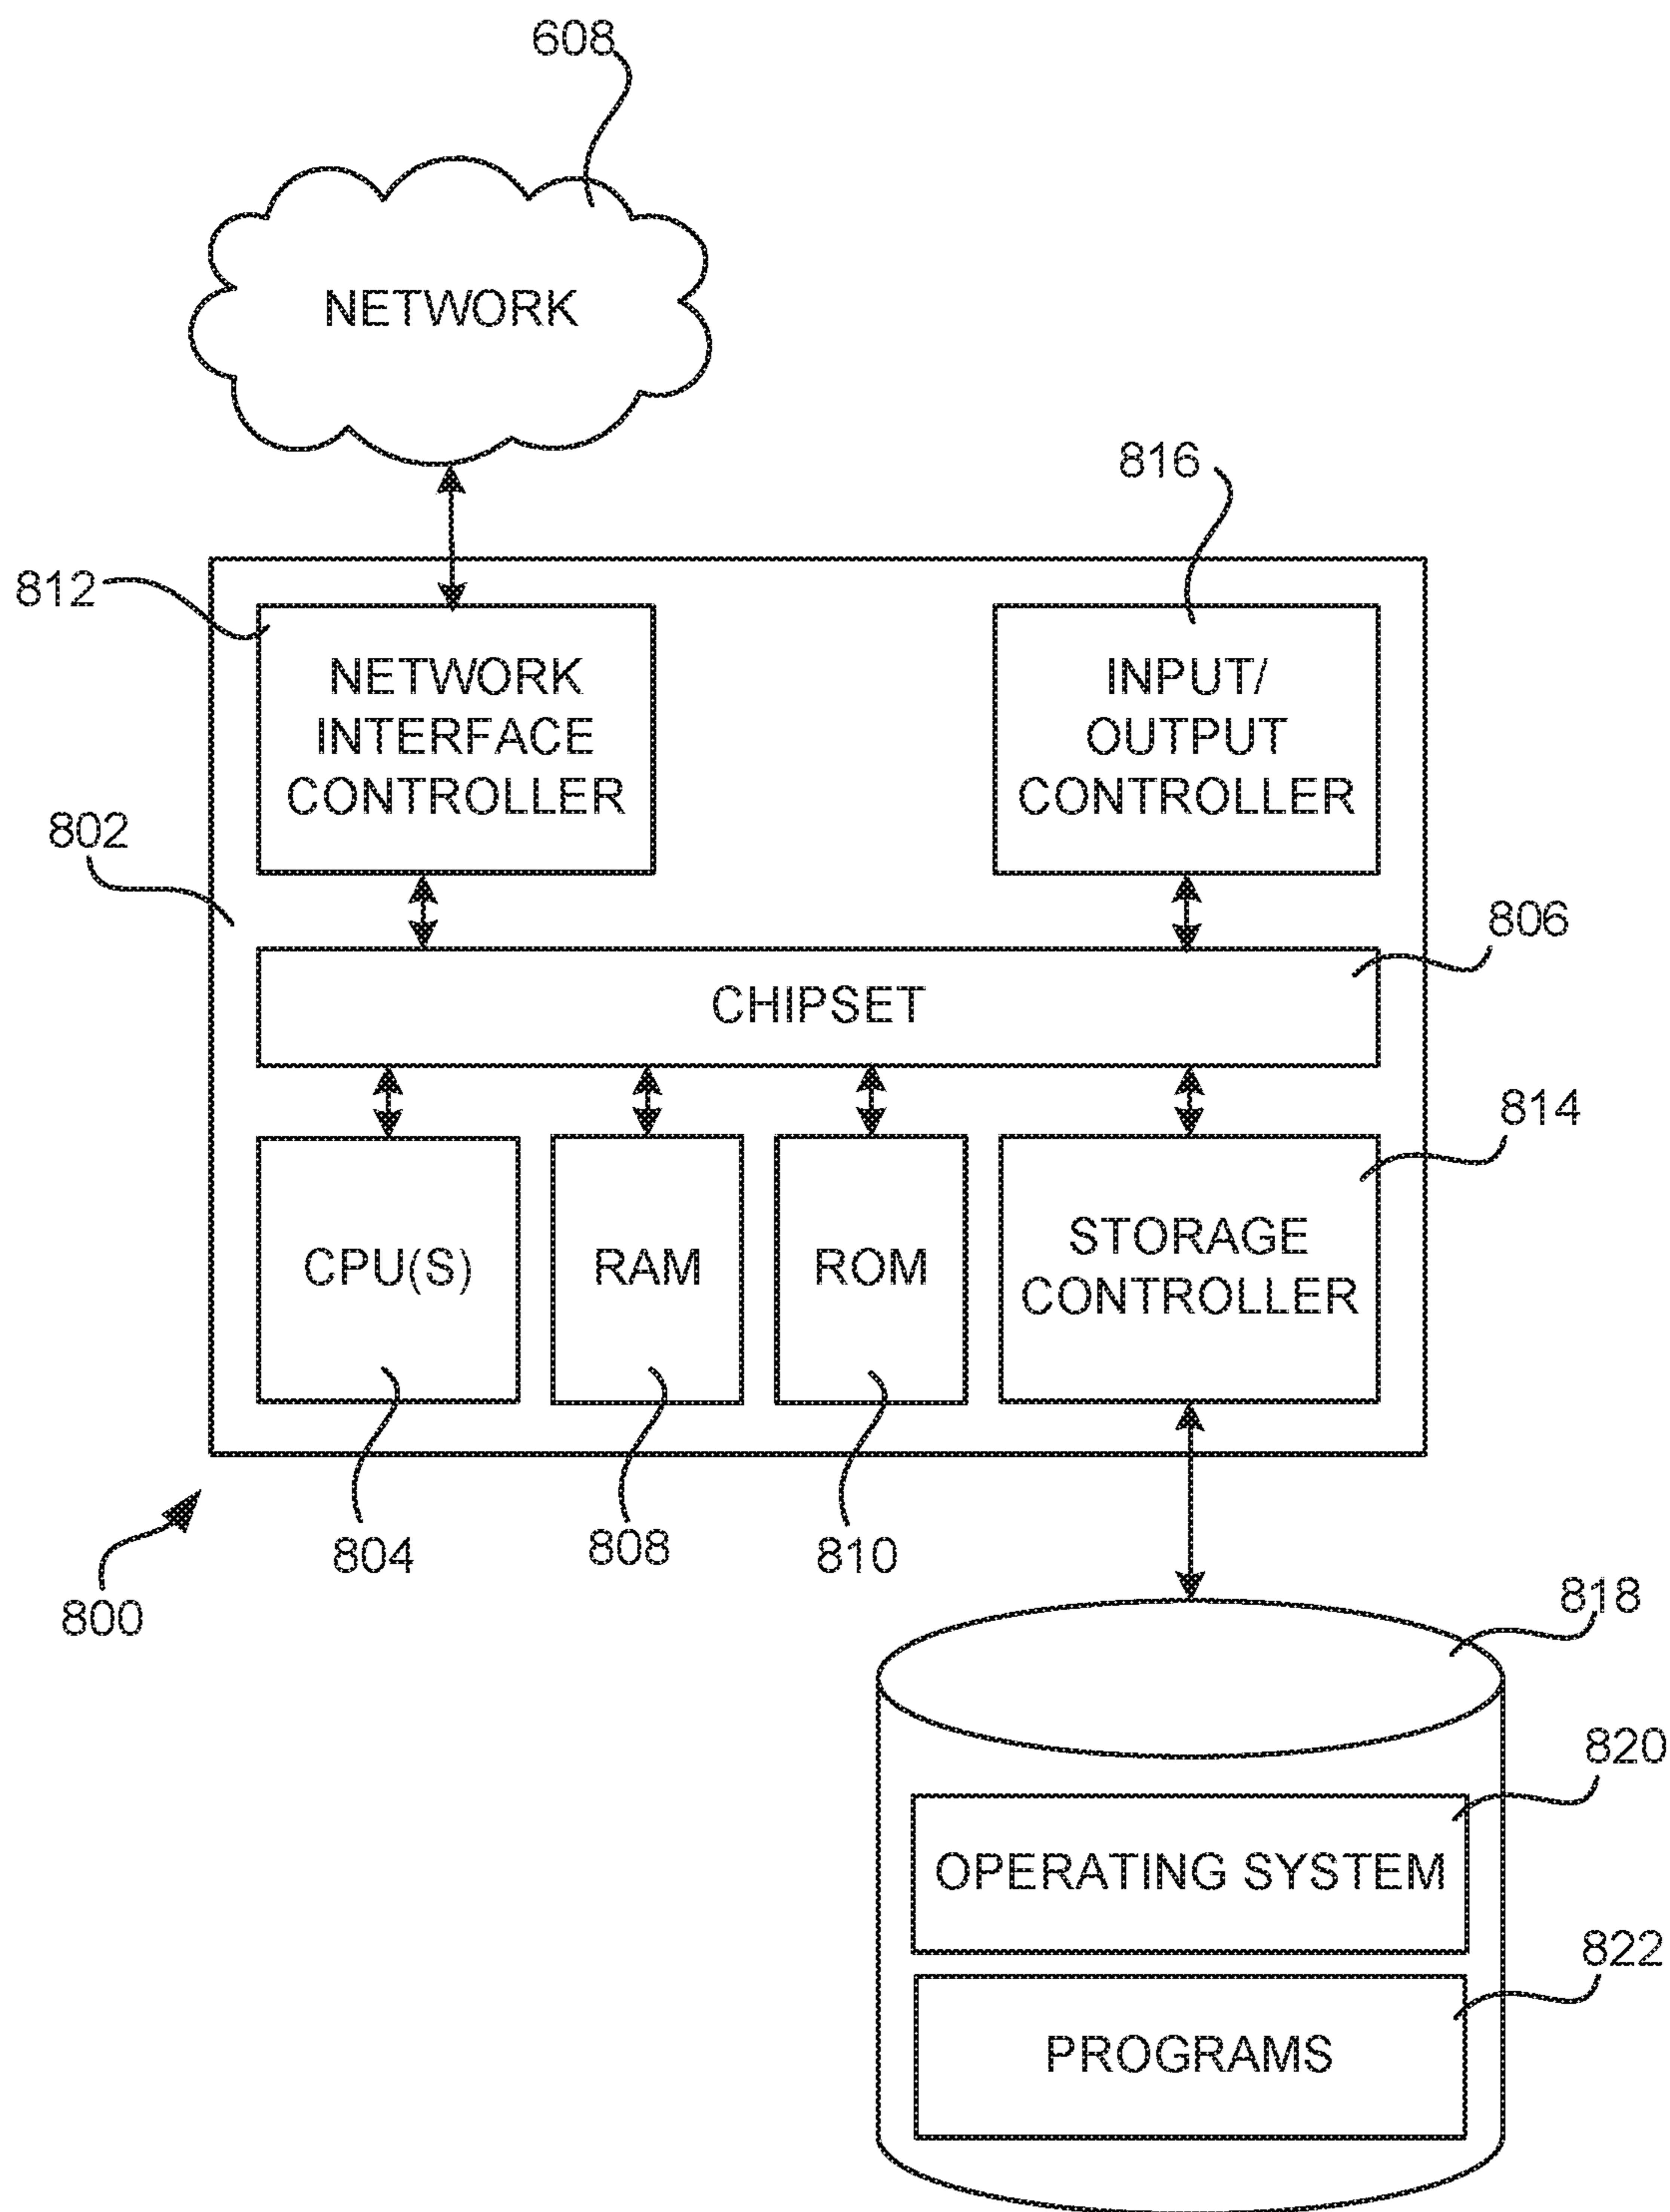 608
NETWORK
816
812
NETWORK
INTERFACE
CONTROLLER
INPUT/
OUTPUT
CONTROLLER
802
806
CHIPSET
814
CPU(S)
RAM
ROM
STORAGE
CONTROLLER
804
808
810
800
818
820
OPERATING SYSTEM
822
PROGRAMS